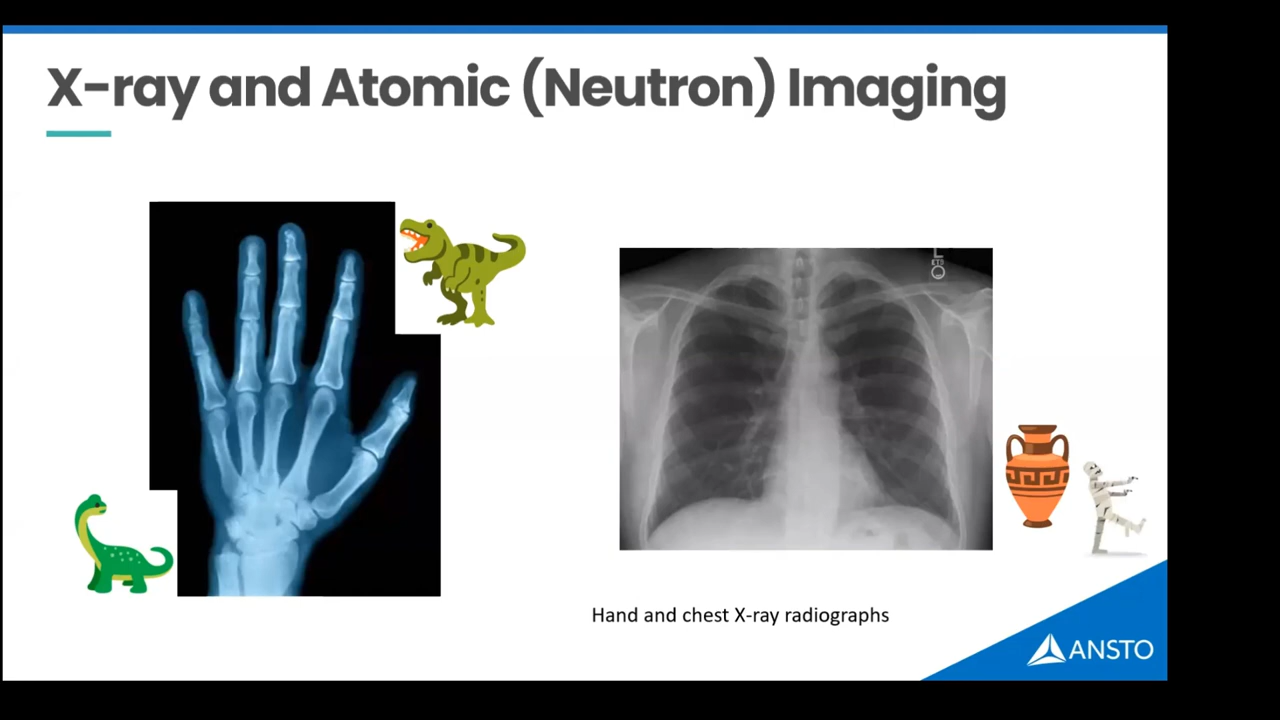 X-ray and Atomic (Neutron) Imaging
Hand and chest X-ray radiographs
ANSTO